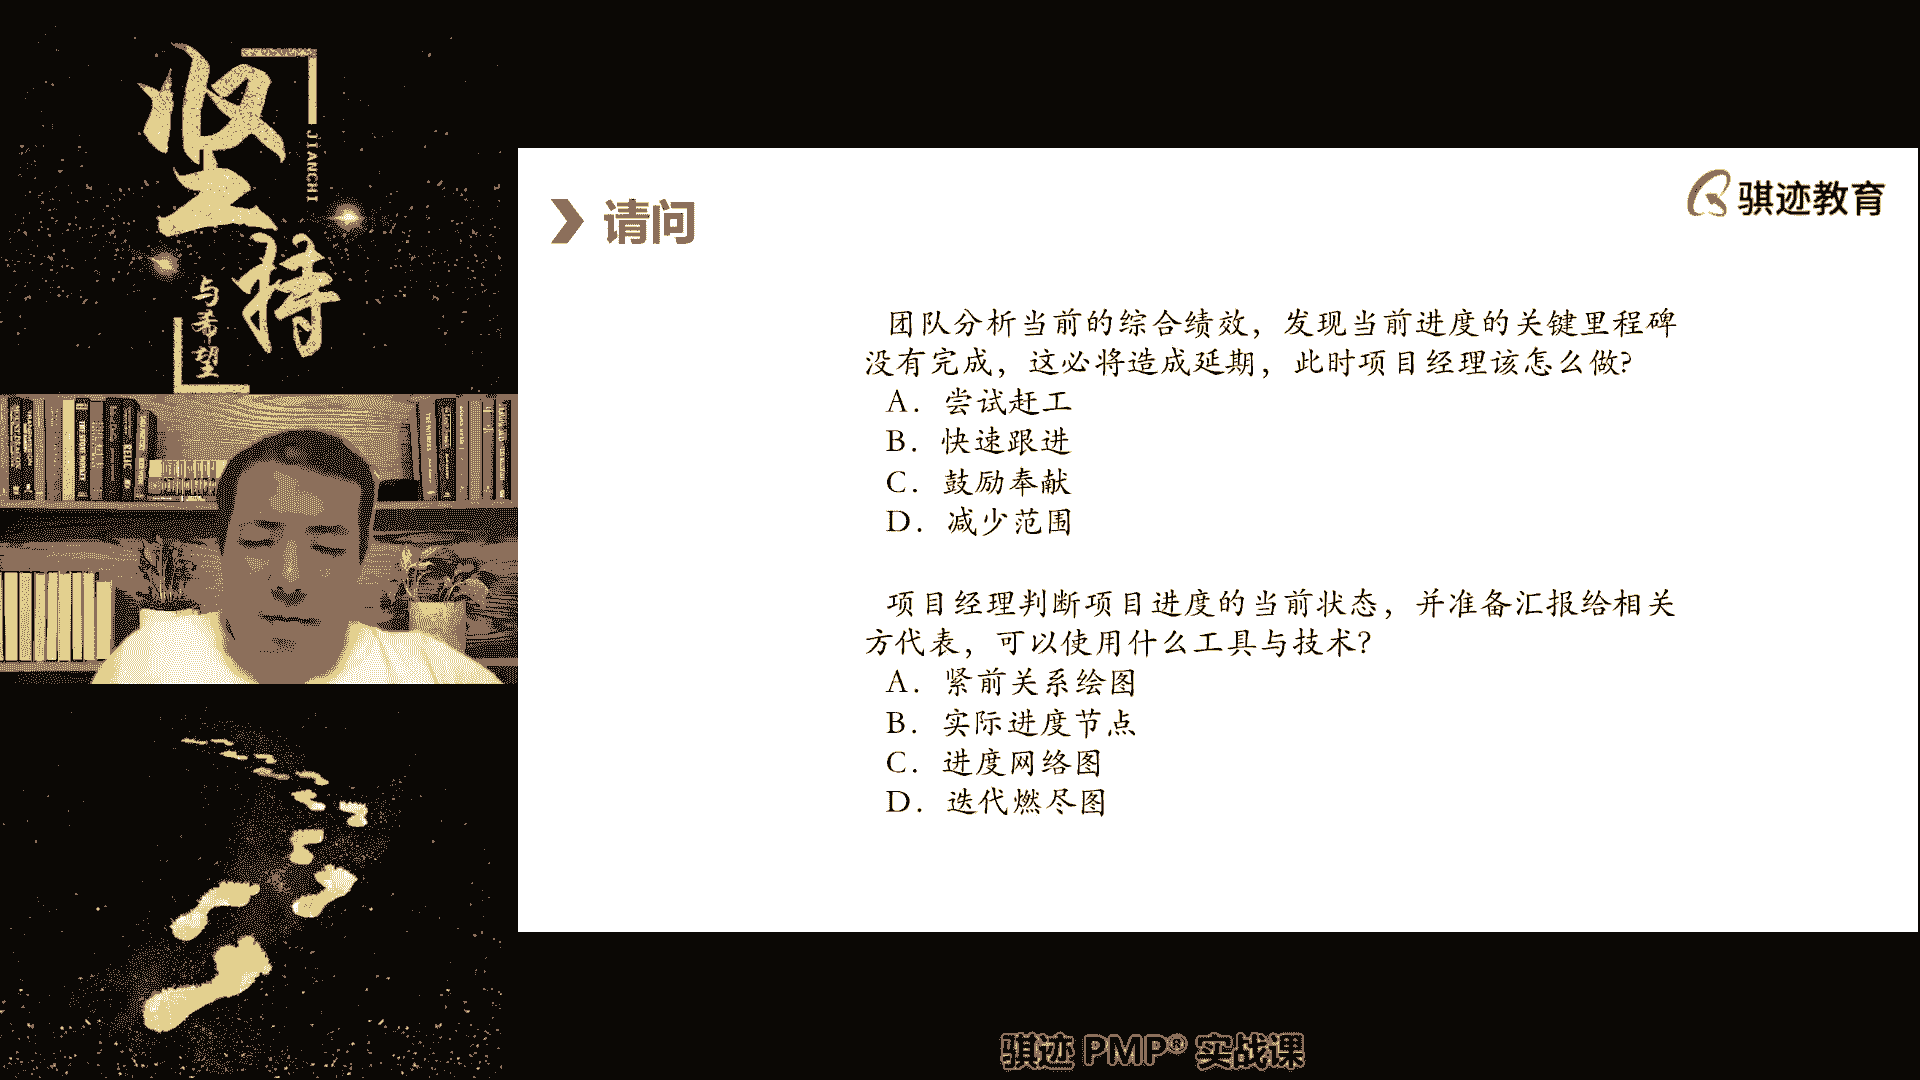 坚持
JIANCHI
与希望
请问
骐迹教育
团队分析当前的综合绩效，发现当前进度的关键里程碑
没有完成，这必将造成延期，此时项目经理该怎么做?
A. 尝试赶工
B. 快速跟进
C. 鼓励奉献
D. 减少范围
项目经理判断项目进度的当前状态，并准备汇报给相关
方代表，可以使用什么工具与技术?
A. 紧前关系绘图
B. 实际进度节点
C. 进度网络图
D. 迭代燃尽图
骐迹 PMP® 实战课